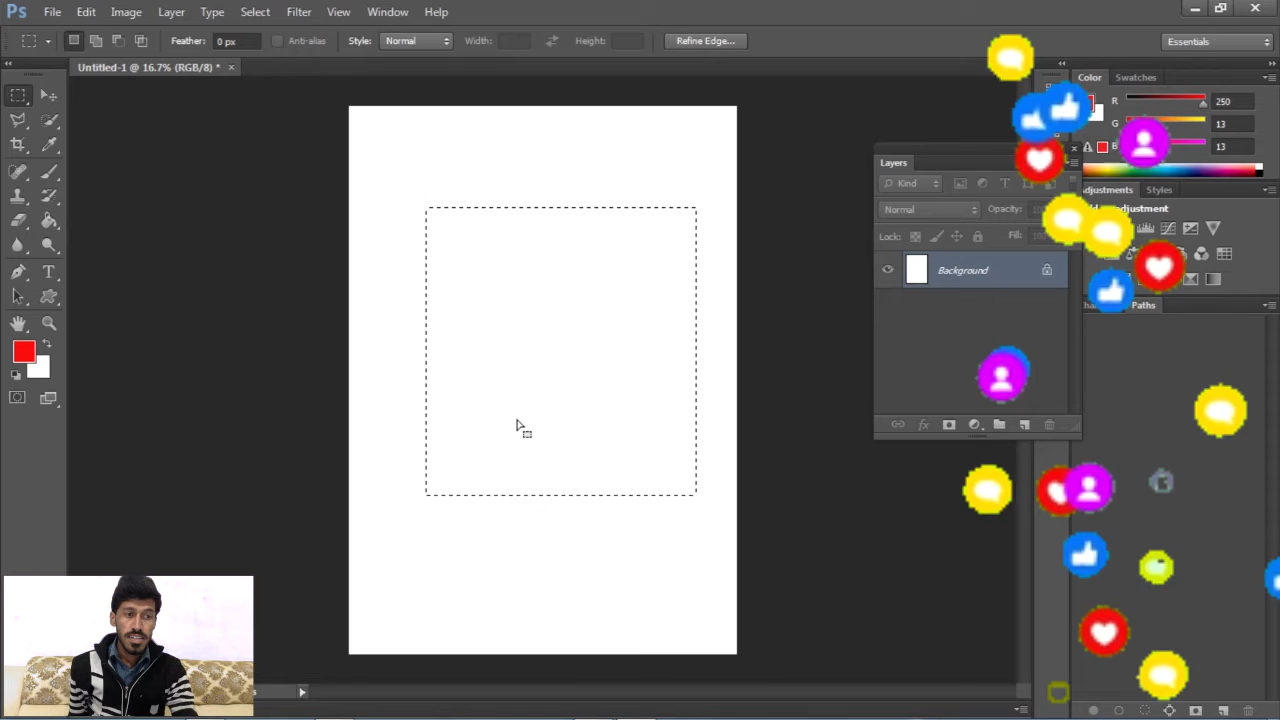 Ps File Edit Image Layer Type Select Filter View Window Help
Feather: 0 px Anti-alias Style: Normal Width: Height: Refine Edge... Essentials
Untitled-1 @ 16.7% (RGB/8) * ×
Color Swatches
R 250
G 13
B 13
Layers
Kind
Adjustments Styles
Normal Opacity:
adjustment
Lock: Fill:
Background
Paths